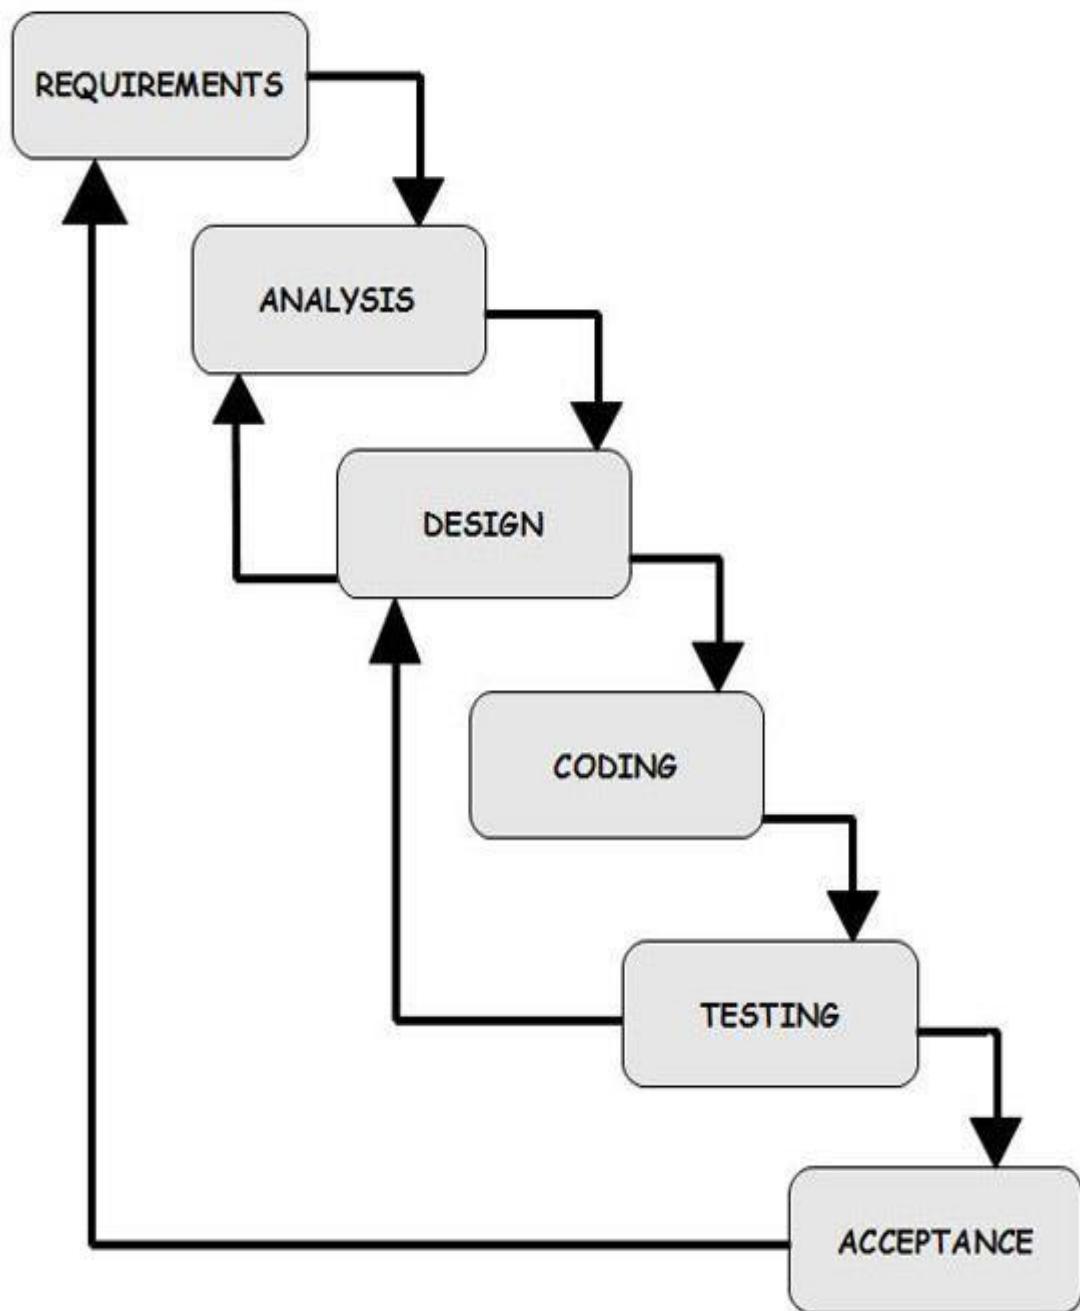 REQUIREMENTS
ANALYSIS
DESIGN
CODING
TESTING
ACCEPTANCE